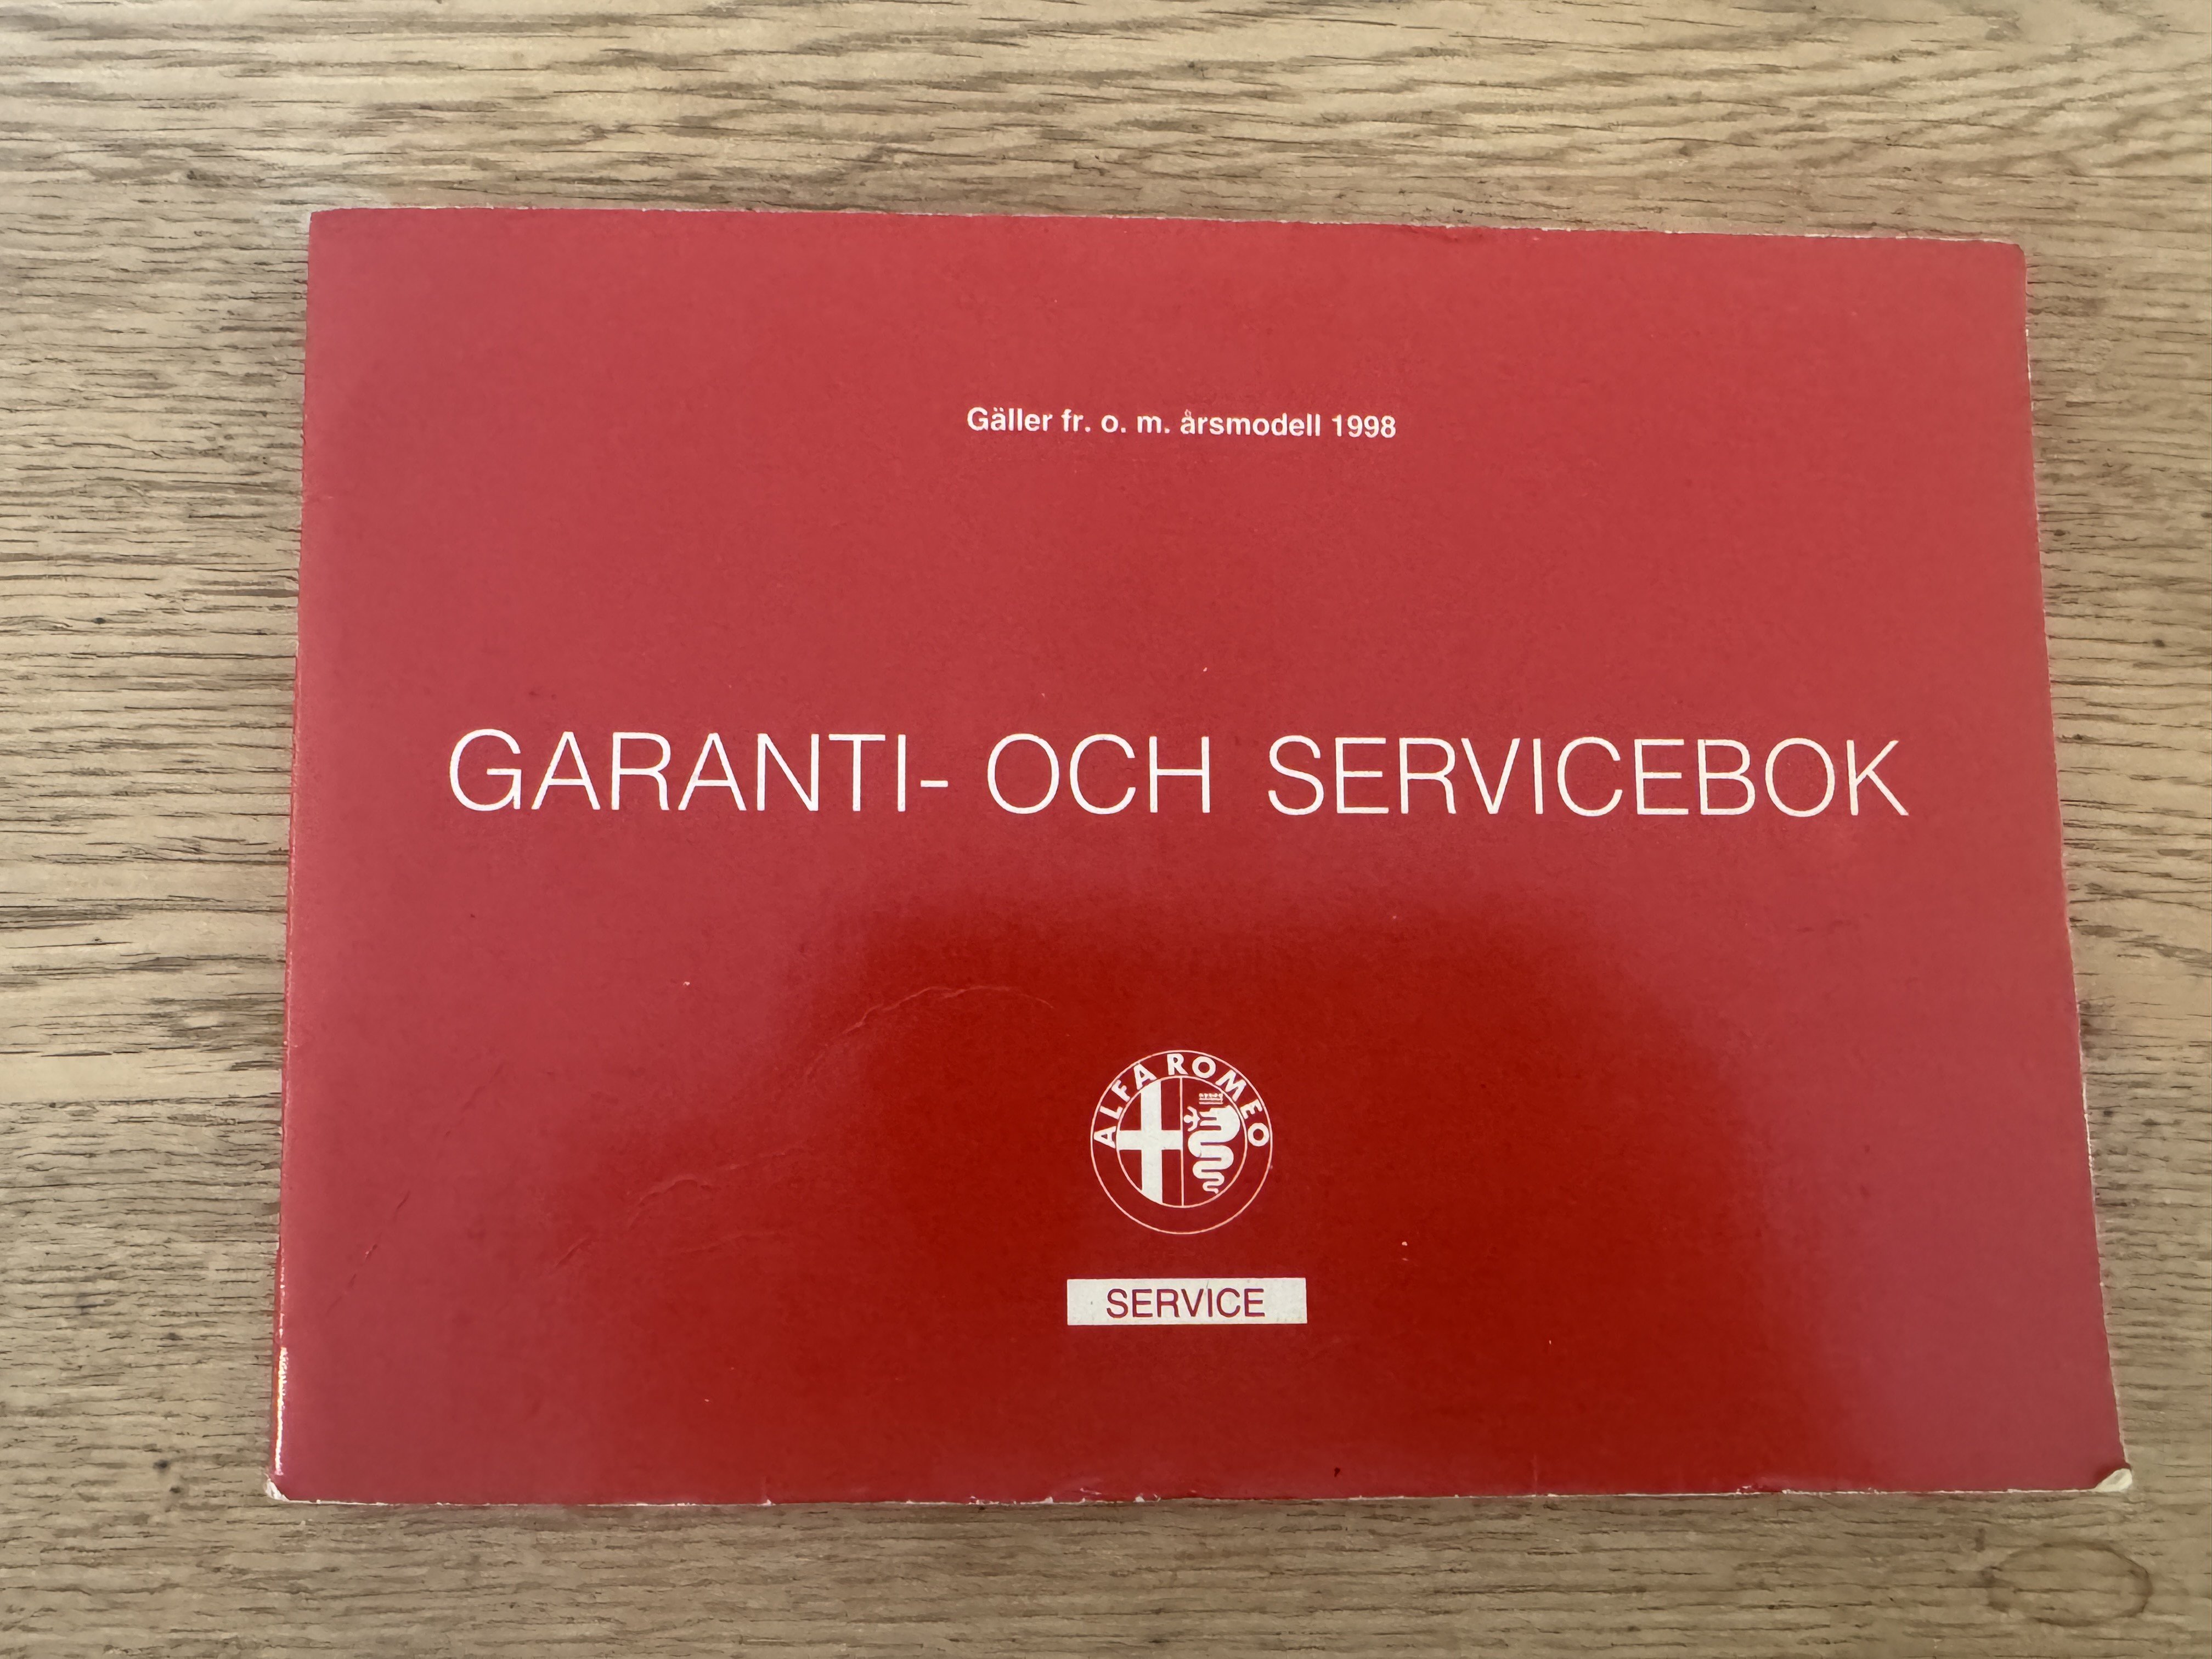 Gäller fr. o. m. årsmodell 1998
GARANTI- OCH SERVICEBOK
ALFA ROMEO
SERVICE